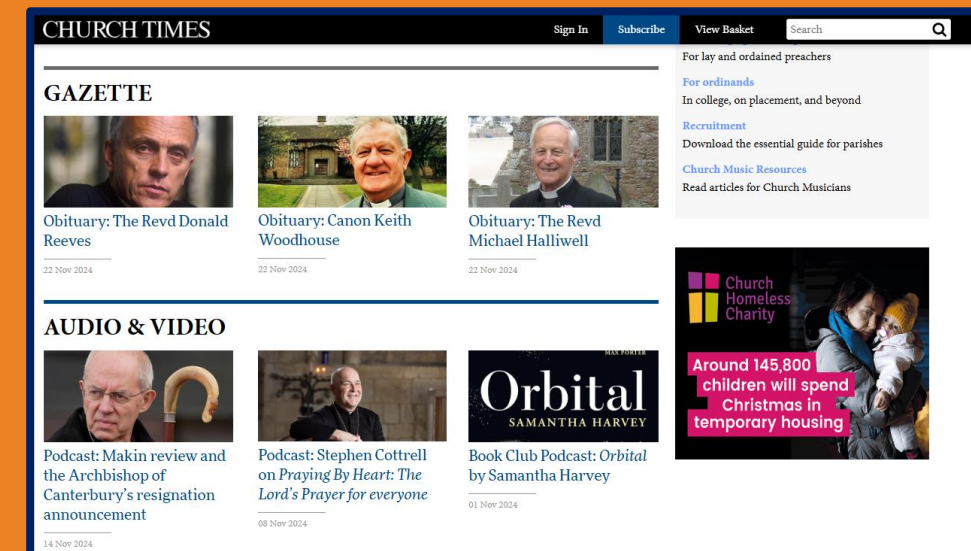 CHURCH TIMES
Sign In
Subscribe
View Basket
Search
For lay and ordained preachers
For ordinands
In college, on placement, and beyond
Recruitment
Download the essential guide for parishes
Church Music Resources
Read articles for Church Musicians
GAZETTE
Obituary: The Revd Donald
Reeves
22 Nov 2024
Obituary: Canon Keith
Woodhouse
22 Nov 2024
Obituary: The Revd
Michael Halliwell
22 Nov 2024
Church
Homeless
Charity
Around 145,800
children will spend
Christmas in
temporary housing
AUDIO & VIDEO
Podcast: Makin review and
the Archbishop of
Canterbury's resignation
announcement
14 Nov 2024
Podcast: Stephen Cottrell
on Praying By Heart: The
Lord's Prayer for everyone
08 Nov 2024
MAX PORTER
Orbital
SAMANTHA HARVEY
Book Club Podcast: Orbital
by Samantha Harvey
01 Nov 2024